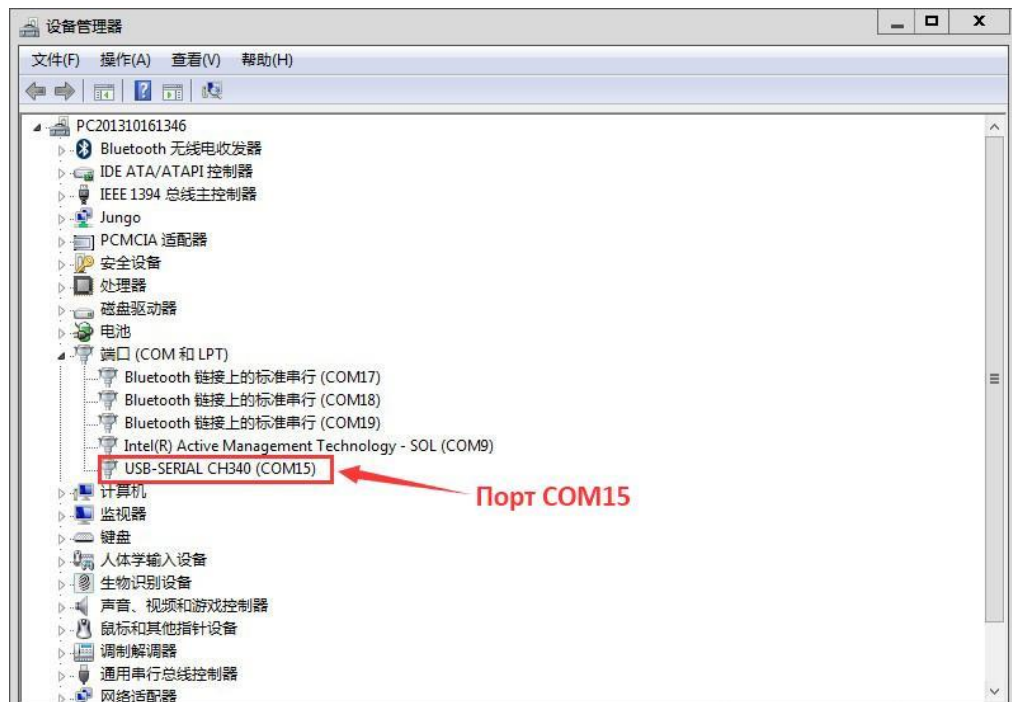 设备管理器
文件(F) 操作(A) 查看(V) 帮助(H)
PC201310161346
Bluetooth 无线电收发器
IDE ATA/ATAPI 控制器
IEEE 1394 总线主控制器
Jungo
PCMCIA 适配器
安全设备
处理器
磁盘驱动器
电池
端口 (COM 和 LPT)
Bluetooth 链接上的标准串行 (COM17)
Bluetooth 链接上的标准串行 (COM18)
Bluetooth 链接上的标准串行 (COM19)
Intel(R) Active Management Technology - SOL (COM9)
USB-SERIAL CH340 (COM15)
Порт COM15
计算机
监视器
键盘
人体学输入设备
生物识别设备
声音、视频和游戏控制器
鼠标和其他指针设备
调制解调器
通用串行总线控制器
网络适配器